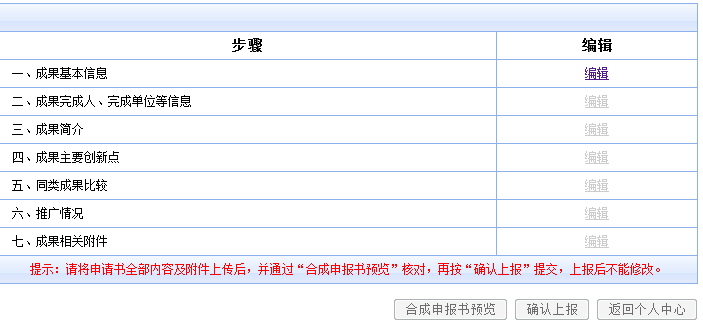 步骤 编辑
一、成果基本信息 编辑
二、成果完成人、完成单位等信息 编辑
三、成果简介 编辑
四、成果主要创新点 编辑
五、同类成果比较 编辑
六、推广情况 编辑
七、成果相关附件 编辑
提示：请将申请书全部内容及附件上传后，并通过“合成申报书预览”核对，再按“确认上报”提交，上报后不能修改。
合成申报书预览 确认上报 返回个人中心